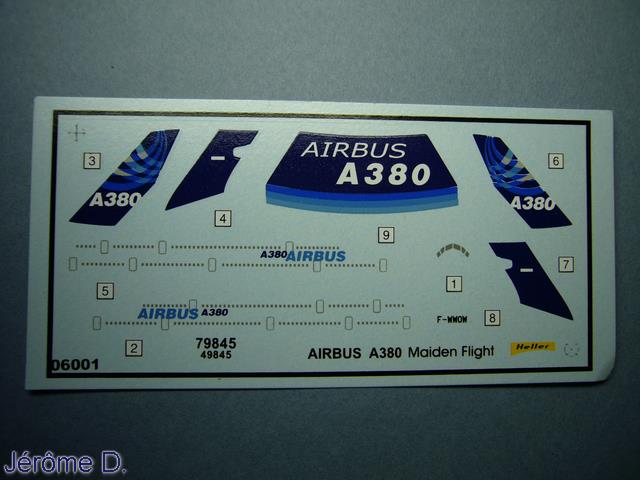 3
A380
4
AIRBUS
A380
6
A380
7
9
A380 AIRBUS
5
1
AIRBUS A380
F-WWOW
8
2
79845
49845
AIRBUS A380 Maiden Flight
Heller
06001
Jérôme D.